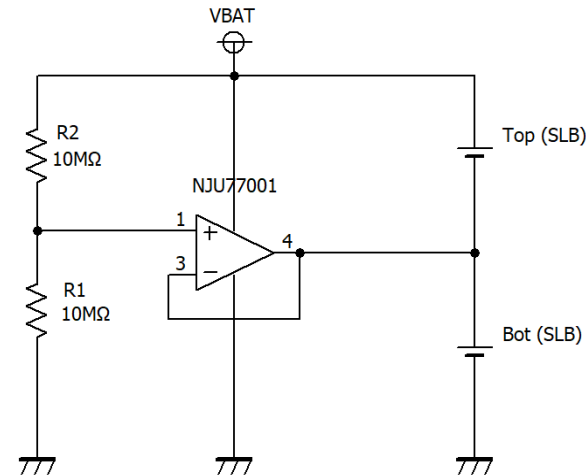 VBAT
R2
10MΩ
Top (SLB)
NJU77001
1
+
4
3
−
R1
10MΩ
Bot (SLB)